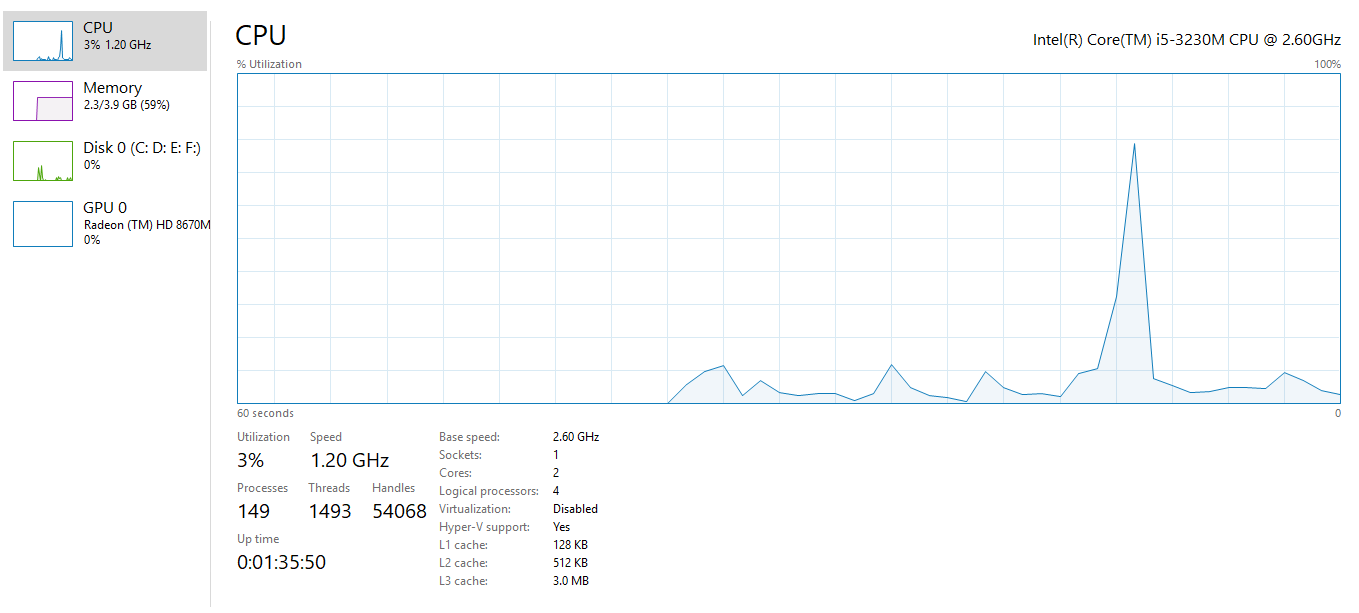 CPU
3% 1.20 GHz
Memory
2.3/3.9 GB (59%)
Disk 0 (C: D: E: F:)
0%
GPU 0
Radeon (TM) HD 8670M
0%
CPU
Intel(R) Core(TM) i5-3230M CPU @ 2.60GHz
% Utilization 100%
60 seconds 0
Utilization Speed
3% 1.20 GHz
Processes Threads Handles
149 1493 54068
Up time
0:01:35:50
Base speed: 2.60 GHz
Sockets: 1
Cores: 2
Logical processors: 4
Virtualization: Disabled
Hyper-V support: Yes
L1 cache: 128 KB
L2 cache: 512 KB
L3 cache: 3.0 MB